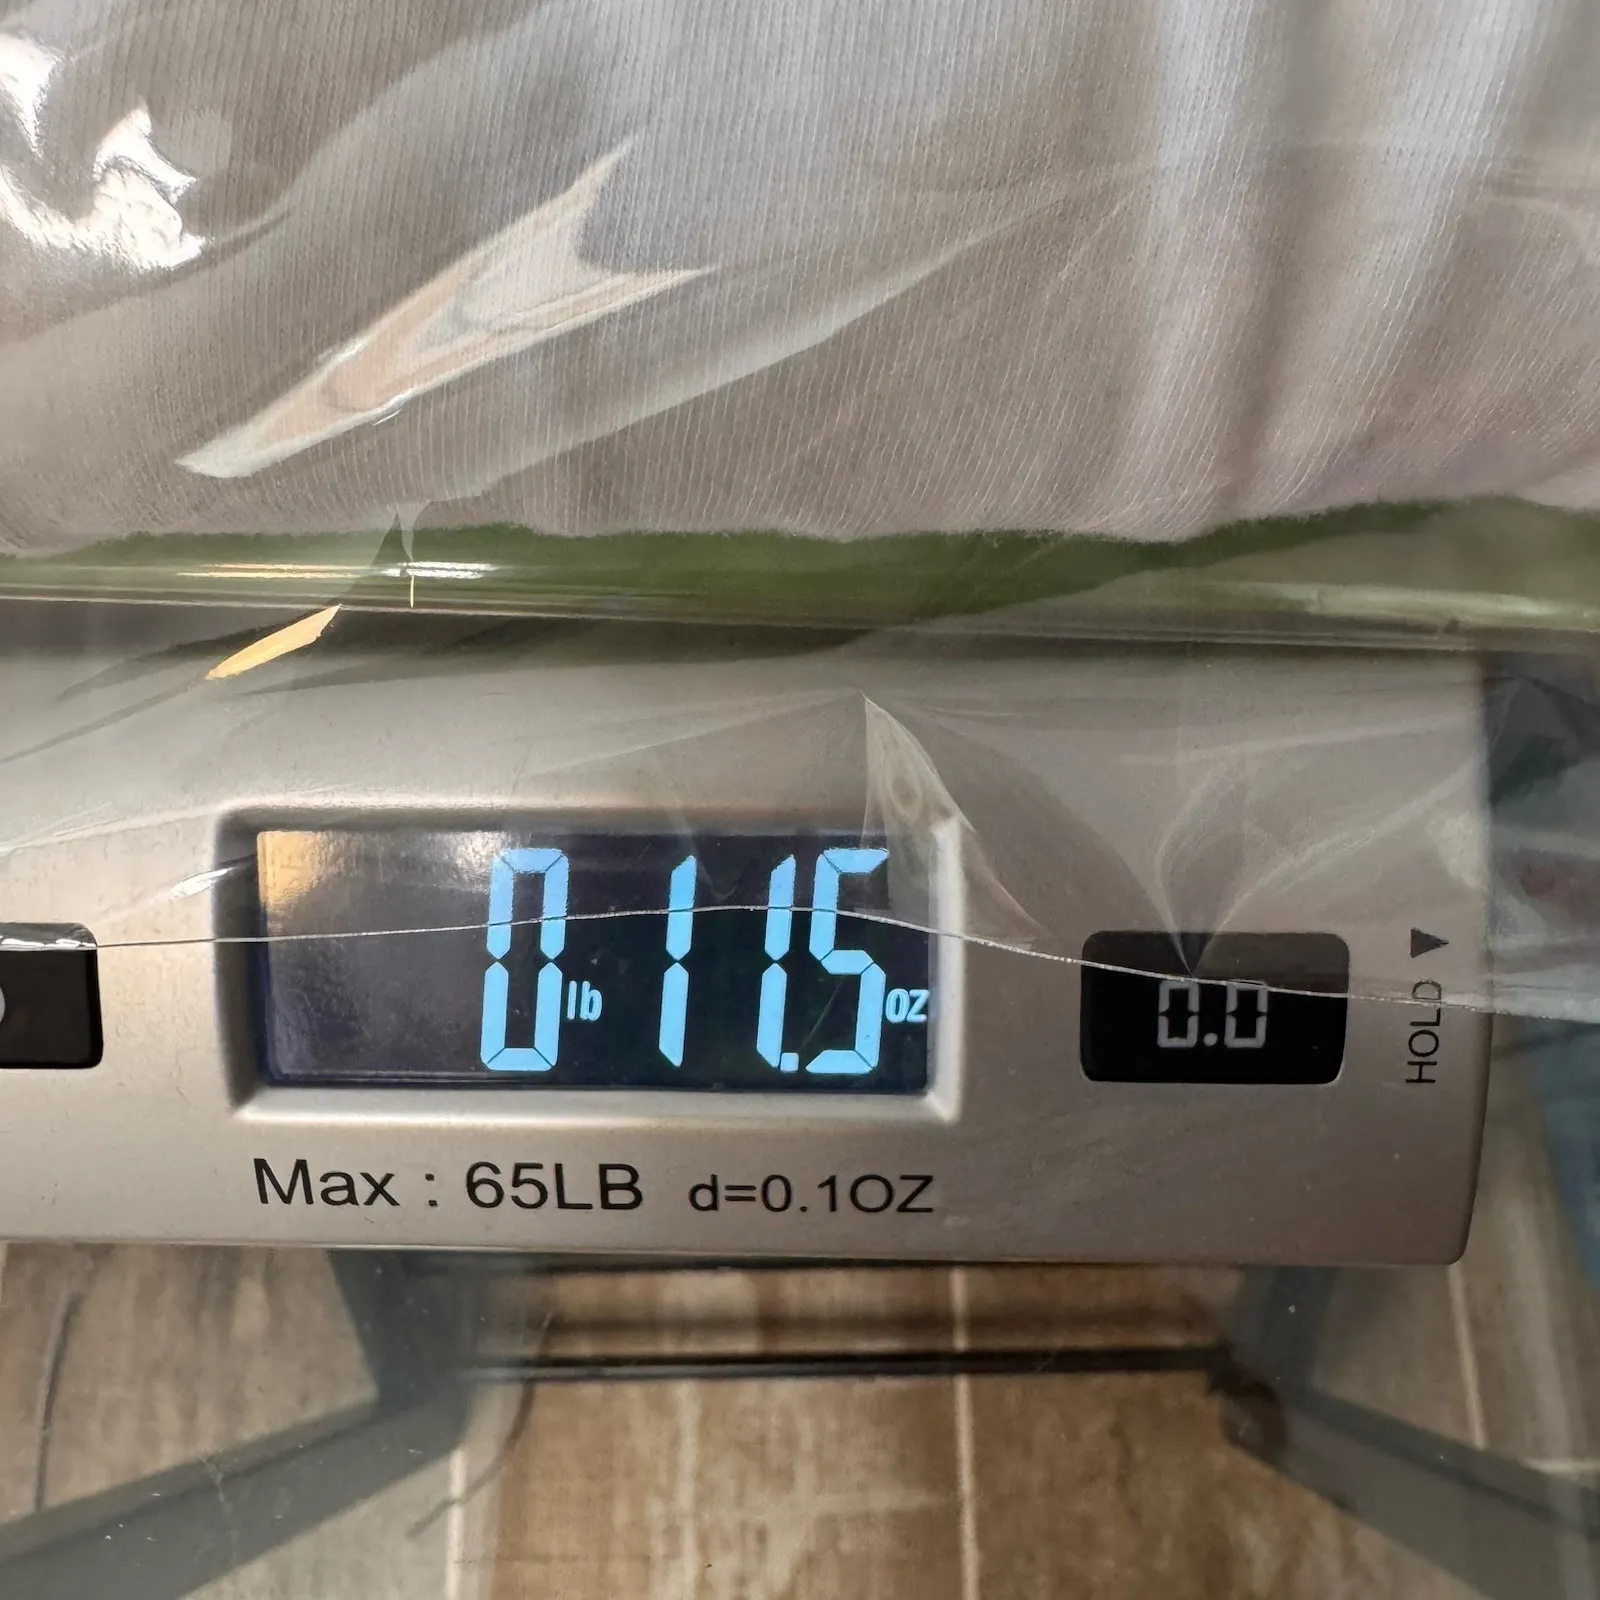 0 lb 11.5 oz
0.0
HOLD ▼
Max : 65LB d=0.1OZ